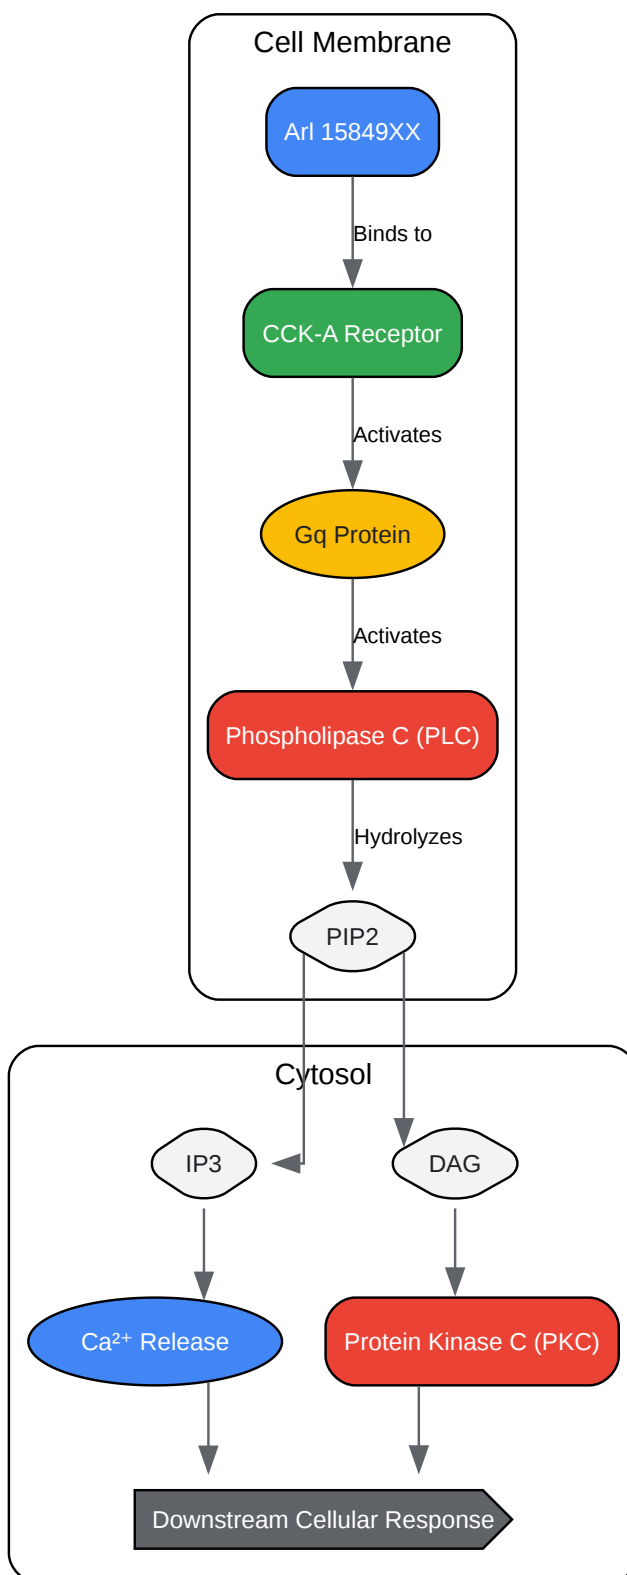 Cell Membrane
Arl 15849XX
Binds to
CCK-A Receptor
Activates
Gq Protein
Activates
Phospholipase C (PLC)
Hydrolyzes
PIP2
Cytosol
IP3
DAG
Ca²⁺ Release
Protein Kinase C (PKC)
Downstream Cellular Response